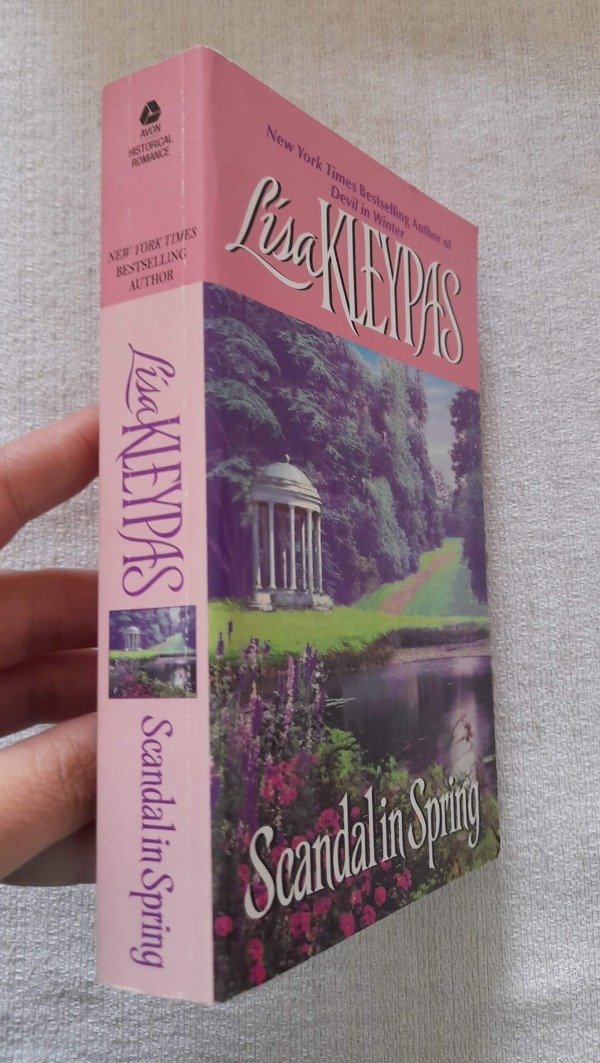 AVON
HISTORICAL
ROMANCE
NEW YORK TIMES
BESTSELLING
AUTHOR
Lisa KLEYPAS
Scandal in Spring
New York Times Bestselling Author of
Devil in Winter
Lisa KLEYPAS
Scandal in Spring